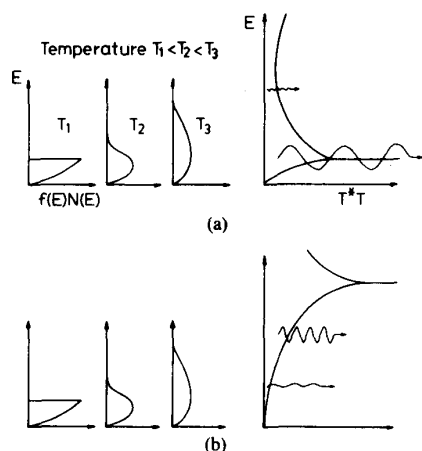 Temperature T₁<T₂<T₃
E
T₁
T₂
T₃
f(E)N(E)
E
T*T
(a)
(b)